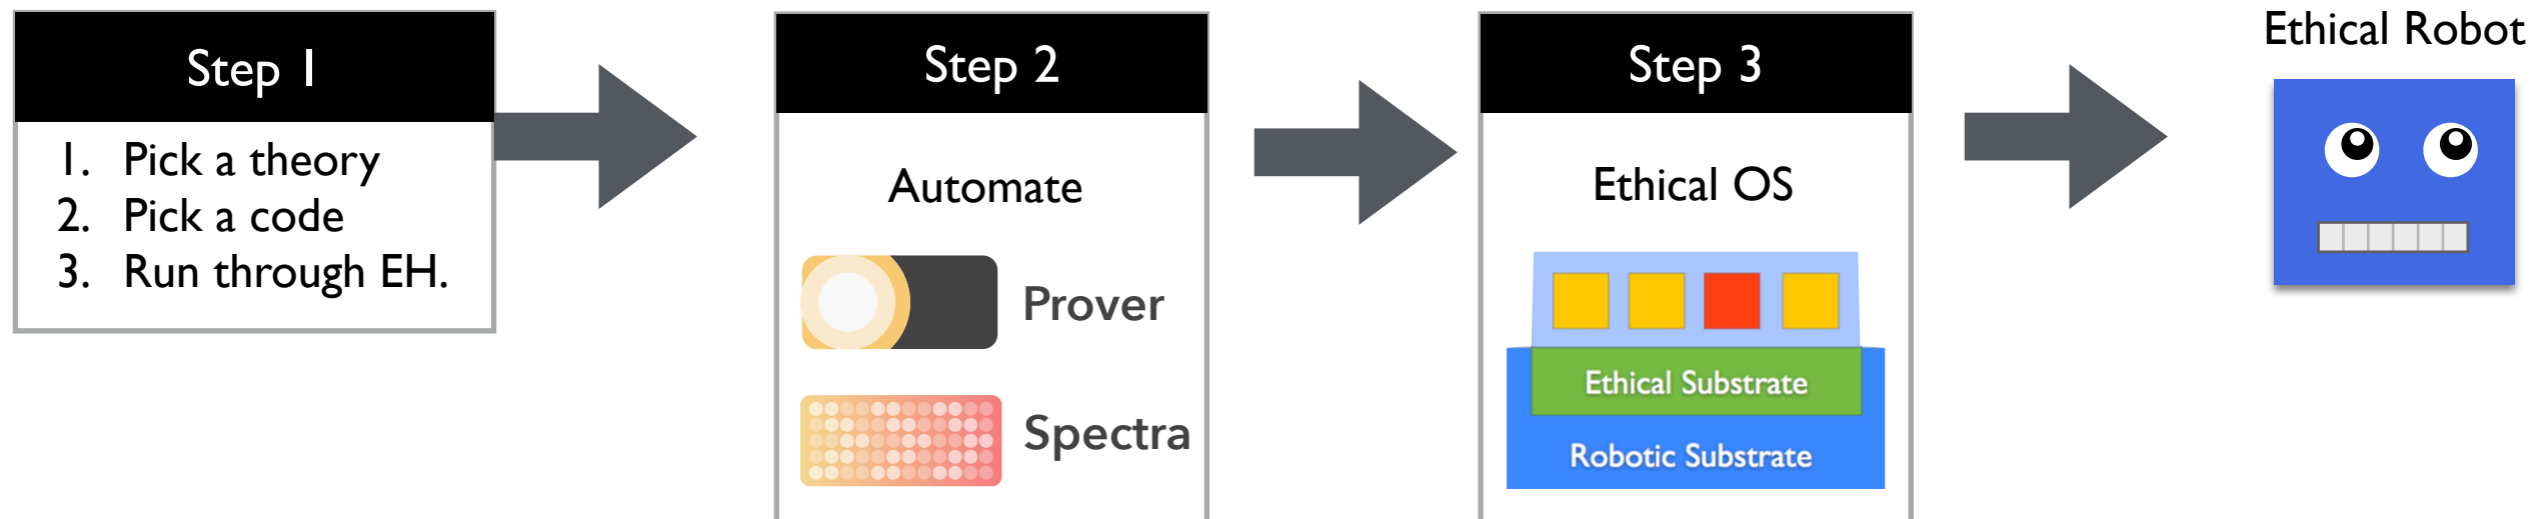 Step 1
1. Pick a theory
2. Pick a code
3. Run through EH.
Step 2
Automate
Prover
Spectra
Step 3
Ethical OS
Ethical Substrate
Robotic Substrate
Ethical Robot